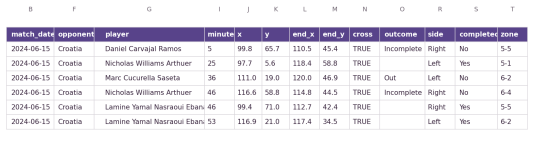 B F G I J K L M N O R S T
match_date opponent player minute x y end_x end_y cross outcome side completed zone
2024-06-15 Croatia Daniel Carvajal Ramos 5 99.8 65.7 110.5 45.4 TRUE Incomplete Right No 5-5
2024-06-15 Croatia Nicholas Williams Arthuer 25 97.7 5.6 118.4 58.8 TRUE Left Yes 5-1
2024-06-15 Croatia Marc Cucurella Saseta 36 111.0 19.0 120.0 46.9 TRUE Out Left No 6-2
2024-06-15 Croatia Nicholas Williams Arthuer 46 116.6 58.8 114.8 44.5 TRUE Incomplete Right No 6-4
2024-06-15 Croatia Lamine Yamal Nasraoui Ebana 46 99.4 71.0 112.7 42.4 TRUE Right Yes 5-5
2024-06-15 Croatia Lamine Yamal Nasraoui Ebana 53 116.9 21.0 117.4 34.5 TRUE Left Yes 6-2